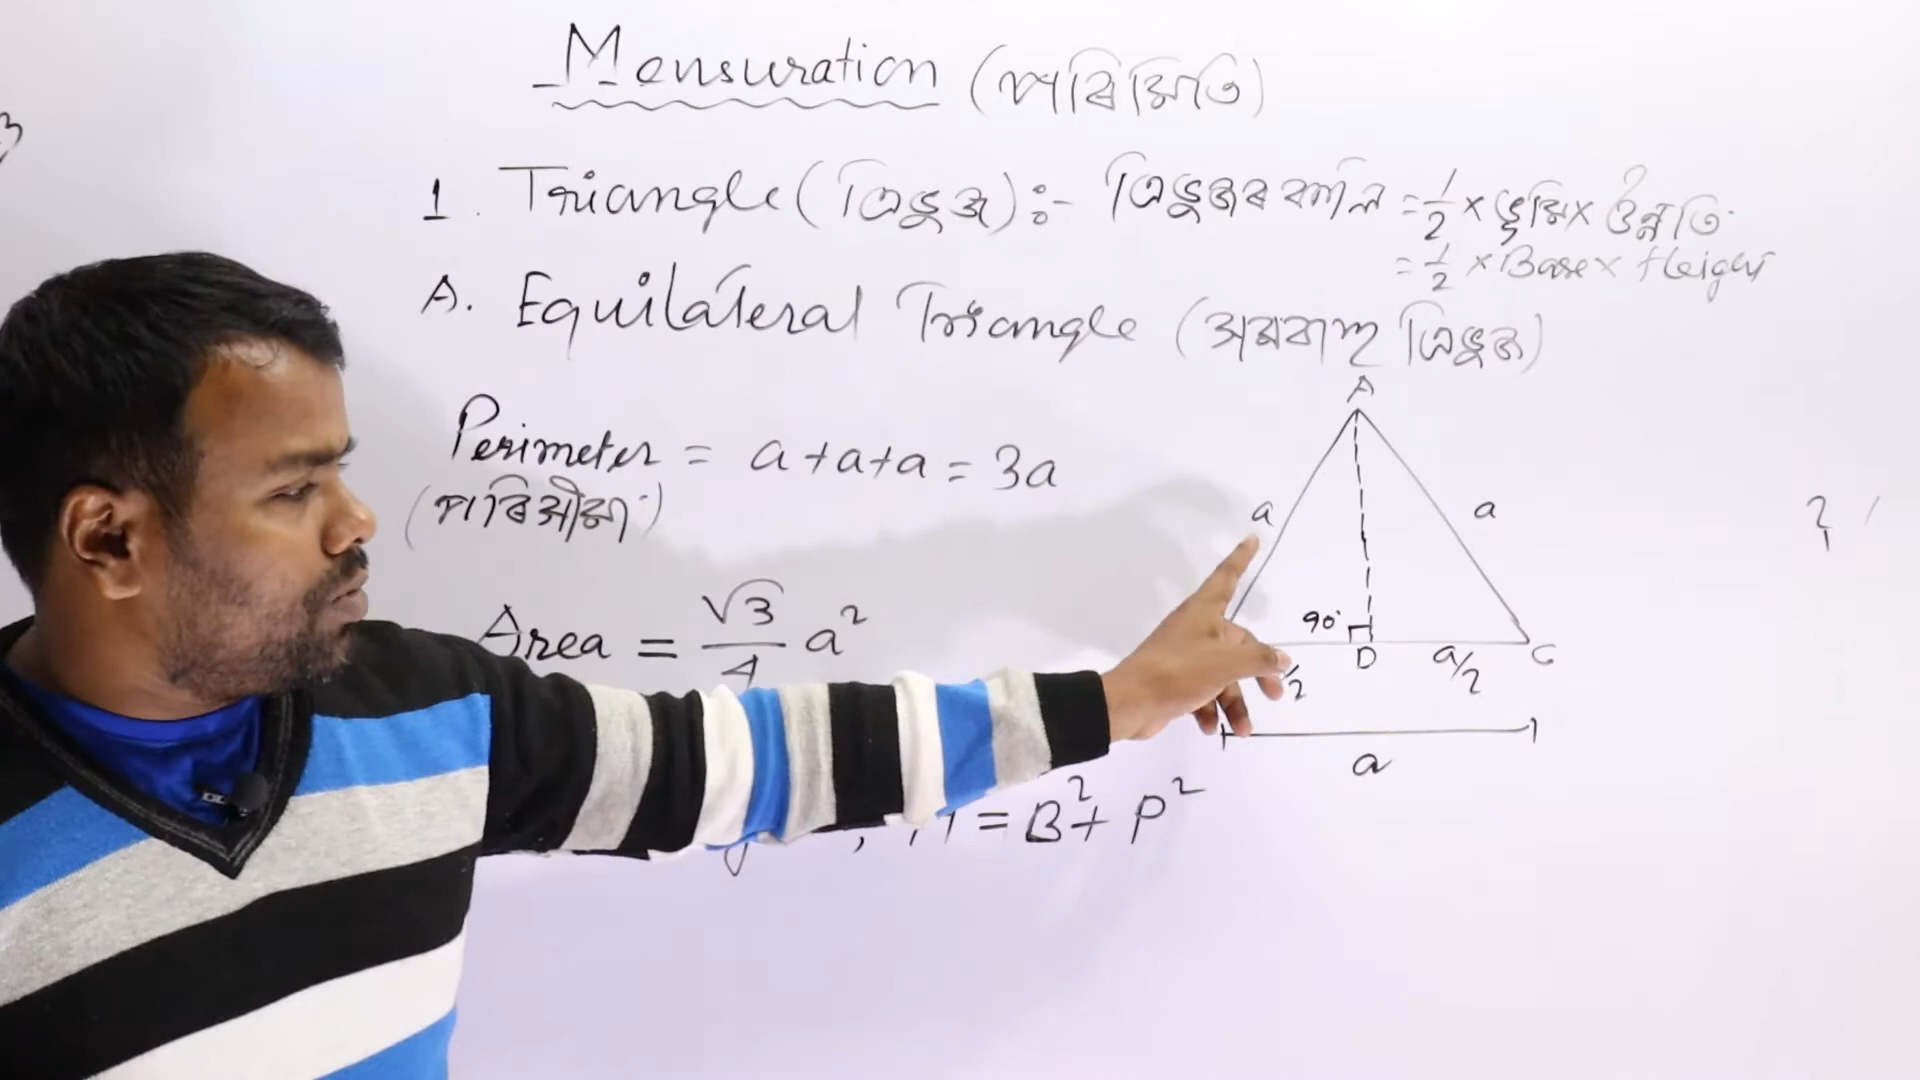 Mensuration (পৰিমিতি)
1. Triangle (ত্ৰিভুজ) :- ত্ৰিভুজৰ কালি = 1/2 × ভূমি × উন্নতি
= 1/2 × Base × Height
A. Equilateral Triangle (সমবাহু ত্ৰিভুজ)
A
Perimeter = a+a+a = 3a
(পৰিসীমা)
a
a
Area = √3/4 a²
90°
D
a/2
C
/2
a
= B² + P²